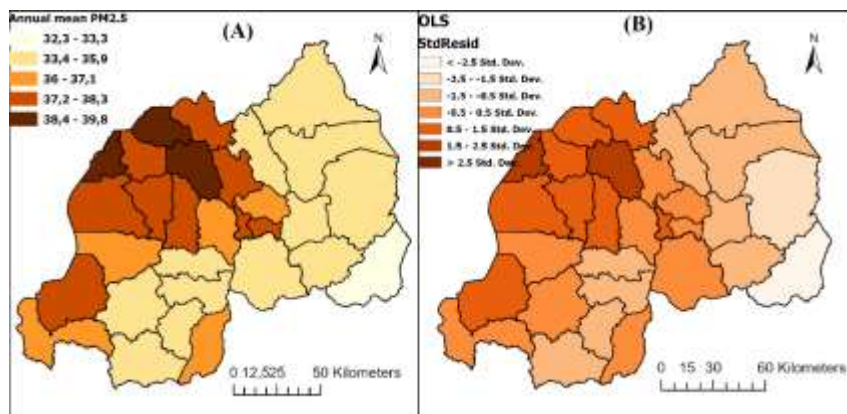 Annual mean PM2.5
(A)
N
32,3 - 33,3
33,4 - 35,9
36 - 37,1
37,2 - 38,3
38,4 - 39,8
0 12,525 50 Kilometers
OLS
(B)
N
StdResid
< -2.5 Std. Dev.
-2.5 - -1.5 Std. Dev.
-1.5 - -0.5 Std. Dev.
-0.5 - 0.5 Std. Dev.
0.5 - 1.5 Std. Dev.
1.5 - 2.5 Std. Dev.
> 2.5 Std. Dev.
0 15 30 60 Kilometers